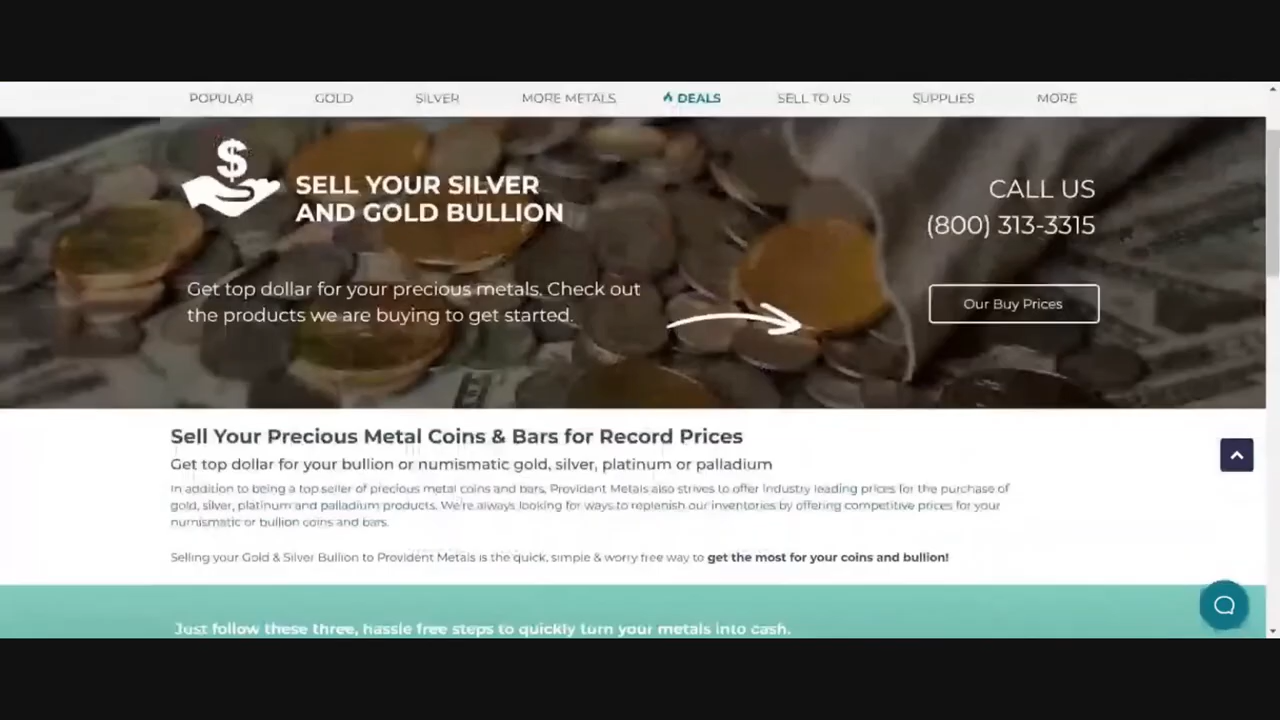 POPULAR GOLD SILVER MORE METALS DEALS SELL TO US SUPPLIES MORE
$
SELL YOUR SILVER
AND GOLD BULLION
CALL US
(800) 313-3315
Get top dollar for your precious metals. Check out
the products we are buying to get started.
Our Buy Prices
Sell Your Precious Metal Coins & Bars for Record Prices
Get top dollar for your bullion or numismatic gold, silver, platinum or palladium
In addition to being a top seller of precious metal coins and bars, Provident Metals also strives to offer industry leading prices for the purchase of
gold, silver, platinum and palladium products. We're always looking for ways to replenish our inventories by offering competitive prices for your
numismatic or bullion coins and bars.
Selling your Gold & Silver Bullion to Provident Metals is the quick, simple & worry free way to get the most for your coins and bullion!
Just follow these three, hassle free steps to quickly turn your metals into cash.